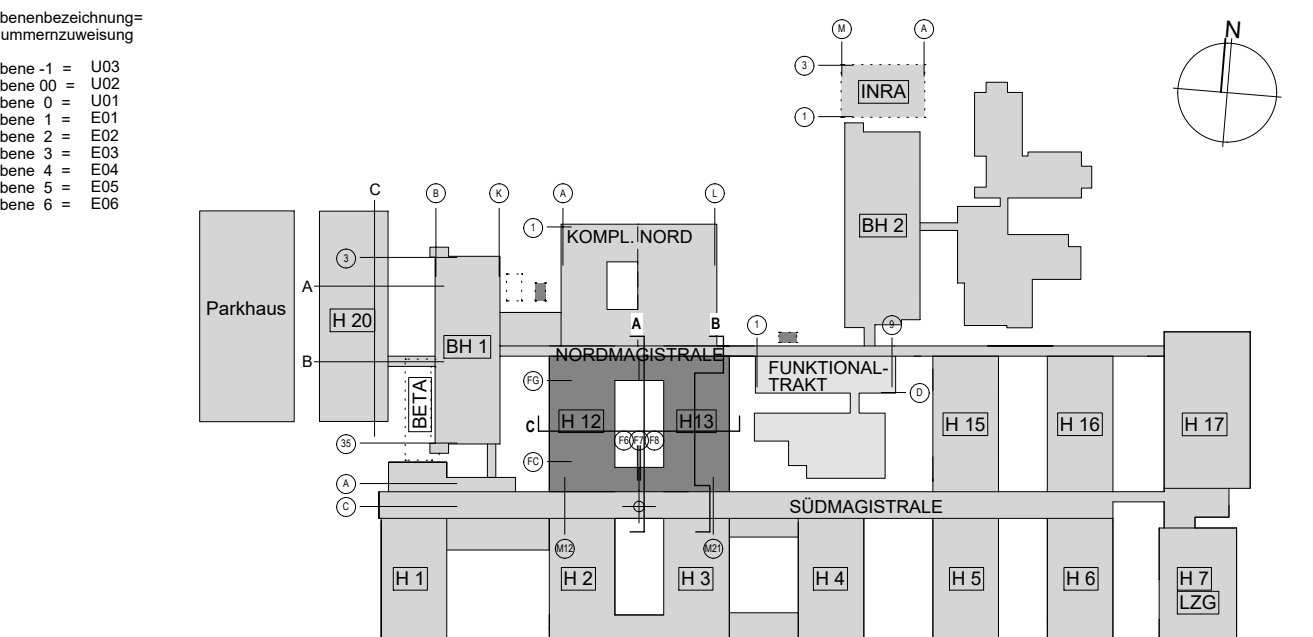 benenbezeichnung=
ummernzuweisung
bene -1 = U03
bene 00 = U02
bene 0 = U01
bene 1 = E01
bene 2 = E02
bene 3 = E03
bene 4 = E04
bene 5 = E05
bene 6 = E06
M A
N
3
INRA
1
C B K A L
1
KOMPL. NORD
BH 2
3
A
Parkhaus
H 20
A B 1 9
BH 1
NORDMAGISTRALE
B
FUNKTIONAL-
TRAKT
FG
D
BETA
C
H 12
H13
H 15
H 16
H 17
35
F6 F7 F8
FC
A
C
SÜDMAGISTRALE
M12
M21
H 1
H 2
H 3
H 4
H 5
H 6
H 7
LZG